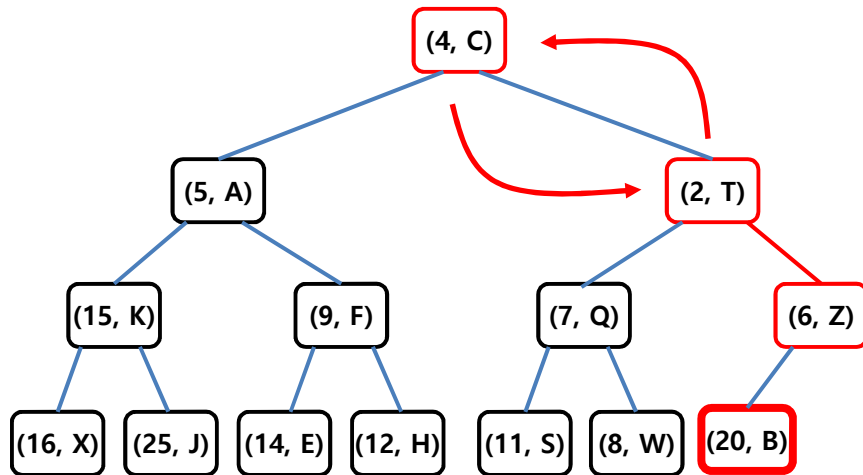 (4, C)
(5, A)
(2, T)
(15, K)
(9, F)
(7, Q)
(6, Z)
(16, X)
(25, J)
(14, E)
(12, H)
(11, S)
(8, W)
(20, B)